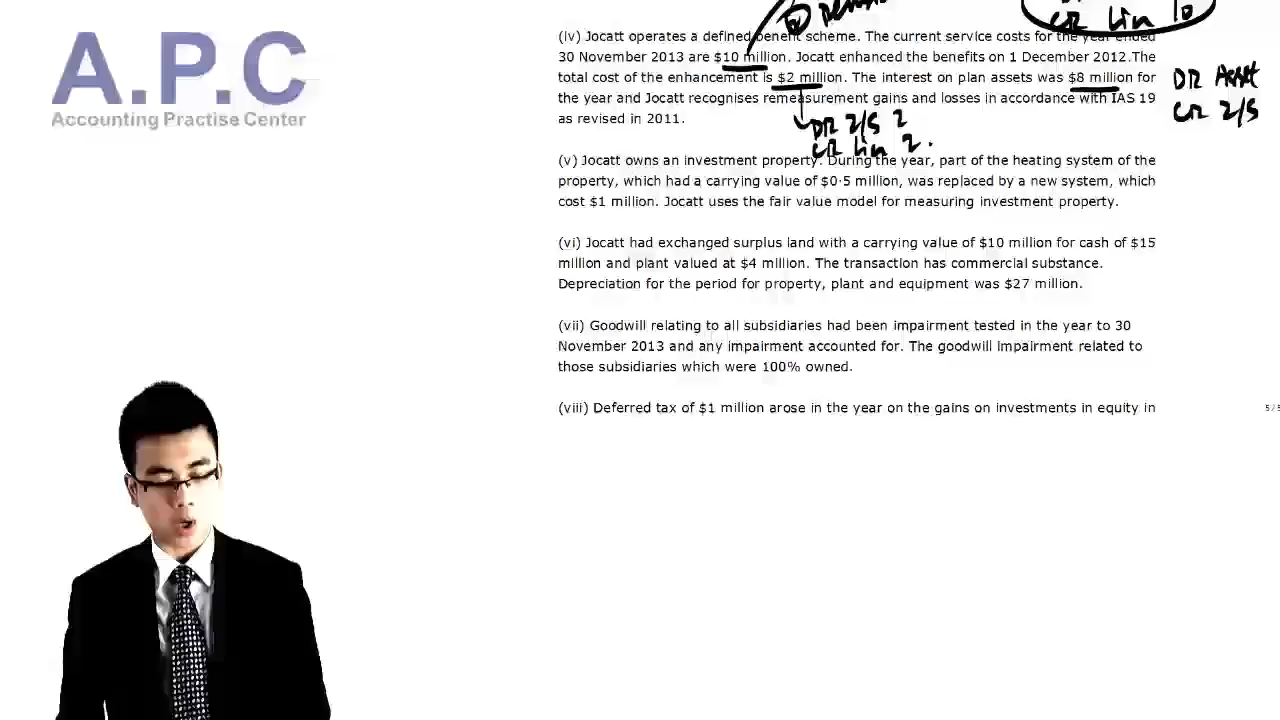 A.P.C
Accounting Practise Center
CR Lia 10
(iv) Jocatt operates a defined benefit scheme. The current service costs for the year ended
30 November 2013 are $10 million. Jocatt enhanced the benefits on 1 December 2012.The
total cost of the enhancement is $2 million. The interest on plan assets was $8 million for
the year and Jocatt recognises remeasurement gains and losses in accordance with IAS 19
as revised in 2011.
DR Asset
CR I/S
DR I/S 2
CR Lia 2.
(v) Jocatt owns an investment property. During the year, part of the heating system of the
property, which had a carrying value of $0·5 million, was replaced by a new system, which
cost $1 million. Jocatt uses the fair value model for measuring investment property.
(vi) Jocatt had exchanged surplus land with a carrying value of $10 million for cash of $15
million and plant valued at $4 million. The transaction has commercial substance.
Depreciation for the period for property, plant and equipment was $27 million.
(vii) Goodwill relating to all subsidiaries had been impairment tested in the year to 30
November 2013 and any impairment accounted for. The goodwill impairment related to
those subsidiaries which were 100% owned.
(viii) Deferred tax of $1 million arose in the year on the gains on investments in equity in